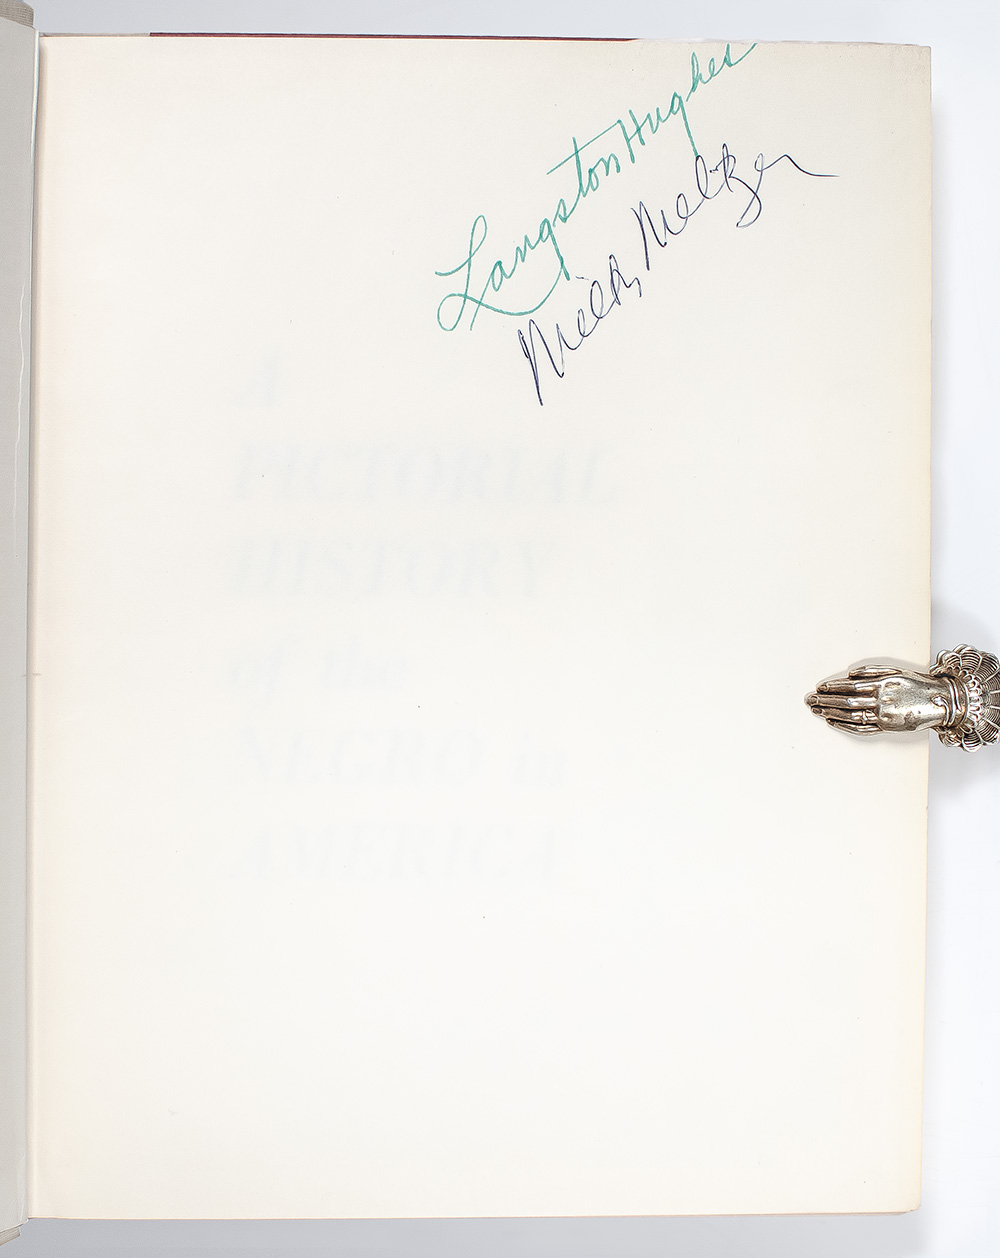 Langston Hughes
Milton Meltzer
A
PICTORIAL
HISTORY
of the
NEGRO in
AMERICA